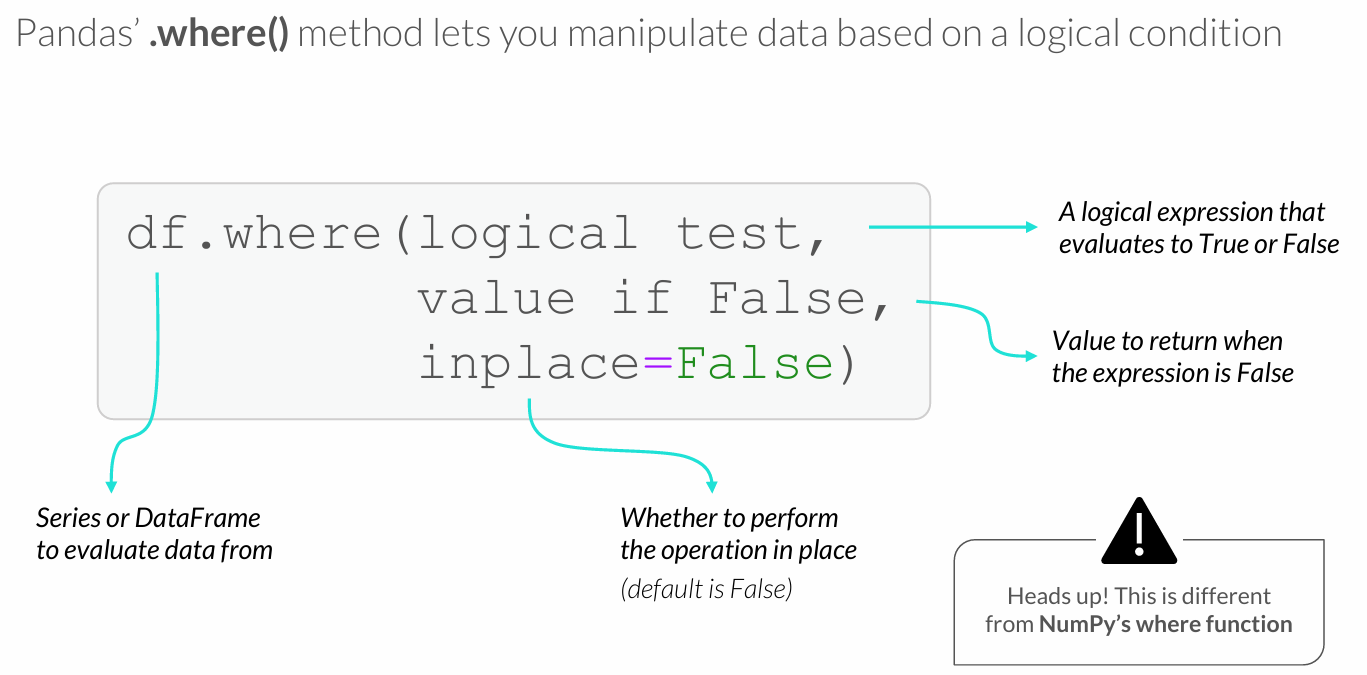 Pandas’ .where() method lets you manipulate data based on a logical condition
df.where(logical test,
value if False,
inplace=False)
A logical expression that
evaluates to True or False
Value to return when
the expression is False
Series or DataFrame
to evaluate data from
Whether to perform
the operation in place
(default is False)
Heads up! This is different
from NumPy’s where function